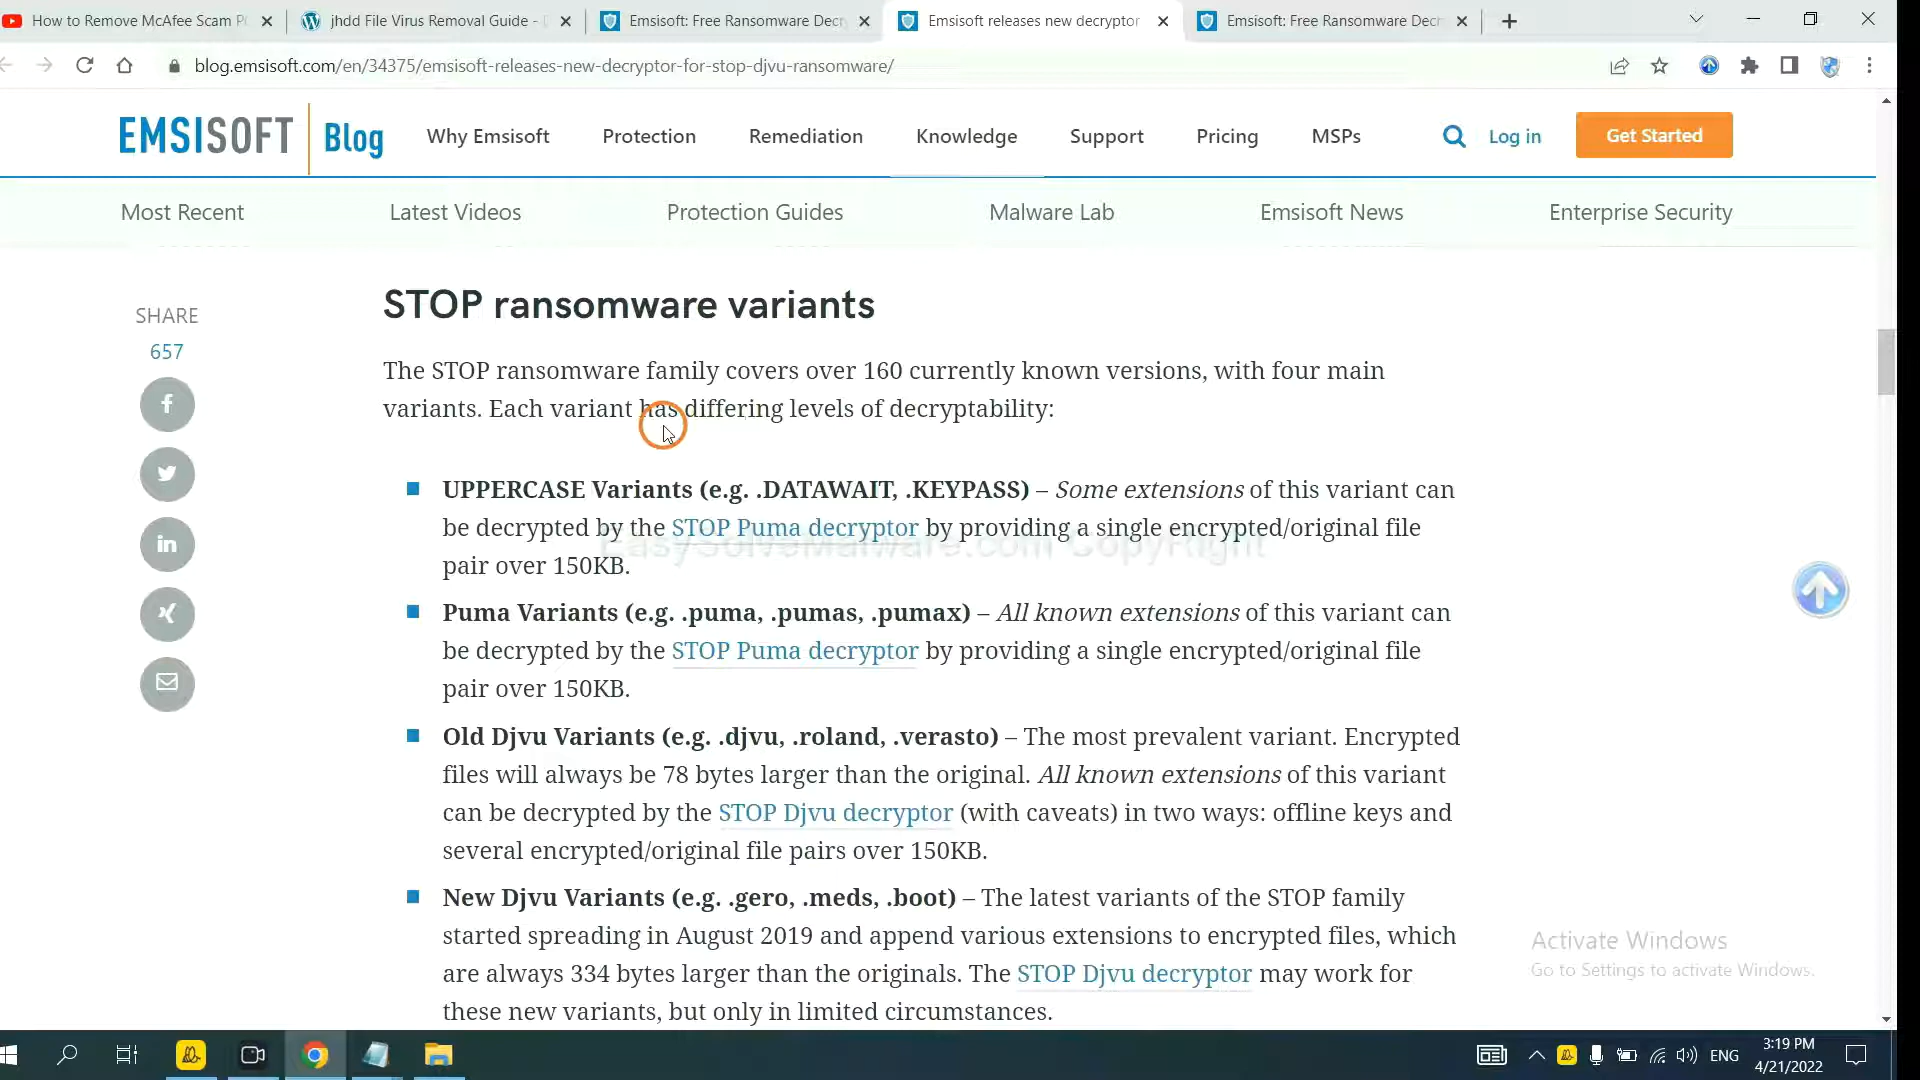 How to Remove McAfee Scam P
jhdd File Virus Removal Guide -
Emsisoft: Free Ransomware Decr
Emsisoft releases new decryptor
Emsisoft: Free Ransomware Decr
blog.emsisoft.com/en/34375/emsisoft-releases-new-decryptor-for-stop-djvu-ransomware/
EMSISOFT Blog
Why Emsisoft
Protection
Remediation
Knowledge
Support
Pricing
MSPs
Log in
Get Started
Most Recent
Latest Videos
Protection Guides
Malware Lab
Emsisoft News
Enterprise Security
SHARE
657
STOP ransomware variants
The STOP ransomware family covers over 160 currently known versions, with four main
variants. Each variant has differing levels of decryptability:
UPPERCASE Variants (e.g. .DATAWAIT, .KEYPASS) – Some extensions of this variant can
be decrypted by the STOP Puma decryptor by providing a single encrypted/original file
EasySolveMalware.com CopyRight
pair over 150KB.
Puma Variants (e.g. .puma, .pumas, .pumax) – All known extensions of this variant can
be decrypted by the STOP Puma decryptor by providing a single encrypted/original file
pair over 150KB.
Old Djvu Variants (e.g. .djvu, .roland, .verasto) – The most prevalent variant. Encrypted
files will always be 78 bytes larger than the original. All known extensions of this variant
can be decrypted by the STOP Djvu decryptor (with caveats) in two ways: offline keys and
several encrypted/original file pairs over 150KB.
New Djvu Variants (e.g. .gero, .meds, .boot) – The latest variants of the STOP family
started spreading in August 2019 and append various extensions to encrypted files, which
are always 334 bytes larger than the originals. The STOP Djvu decryptor may work for
these new variants, but only in limited circumstances.
Activate Windows
Go to Settings to activate Windows.
ENG
3:19 PM
4/21/2022